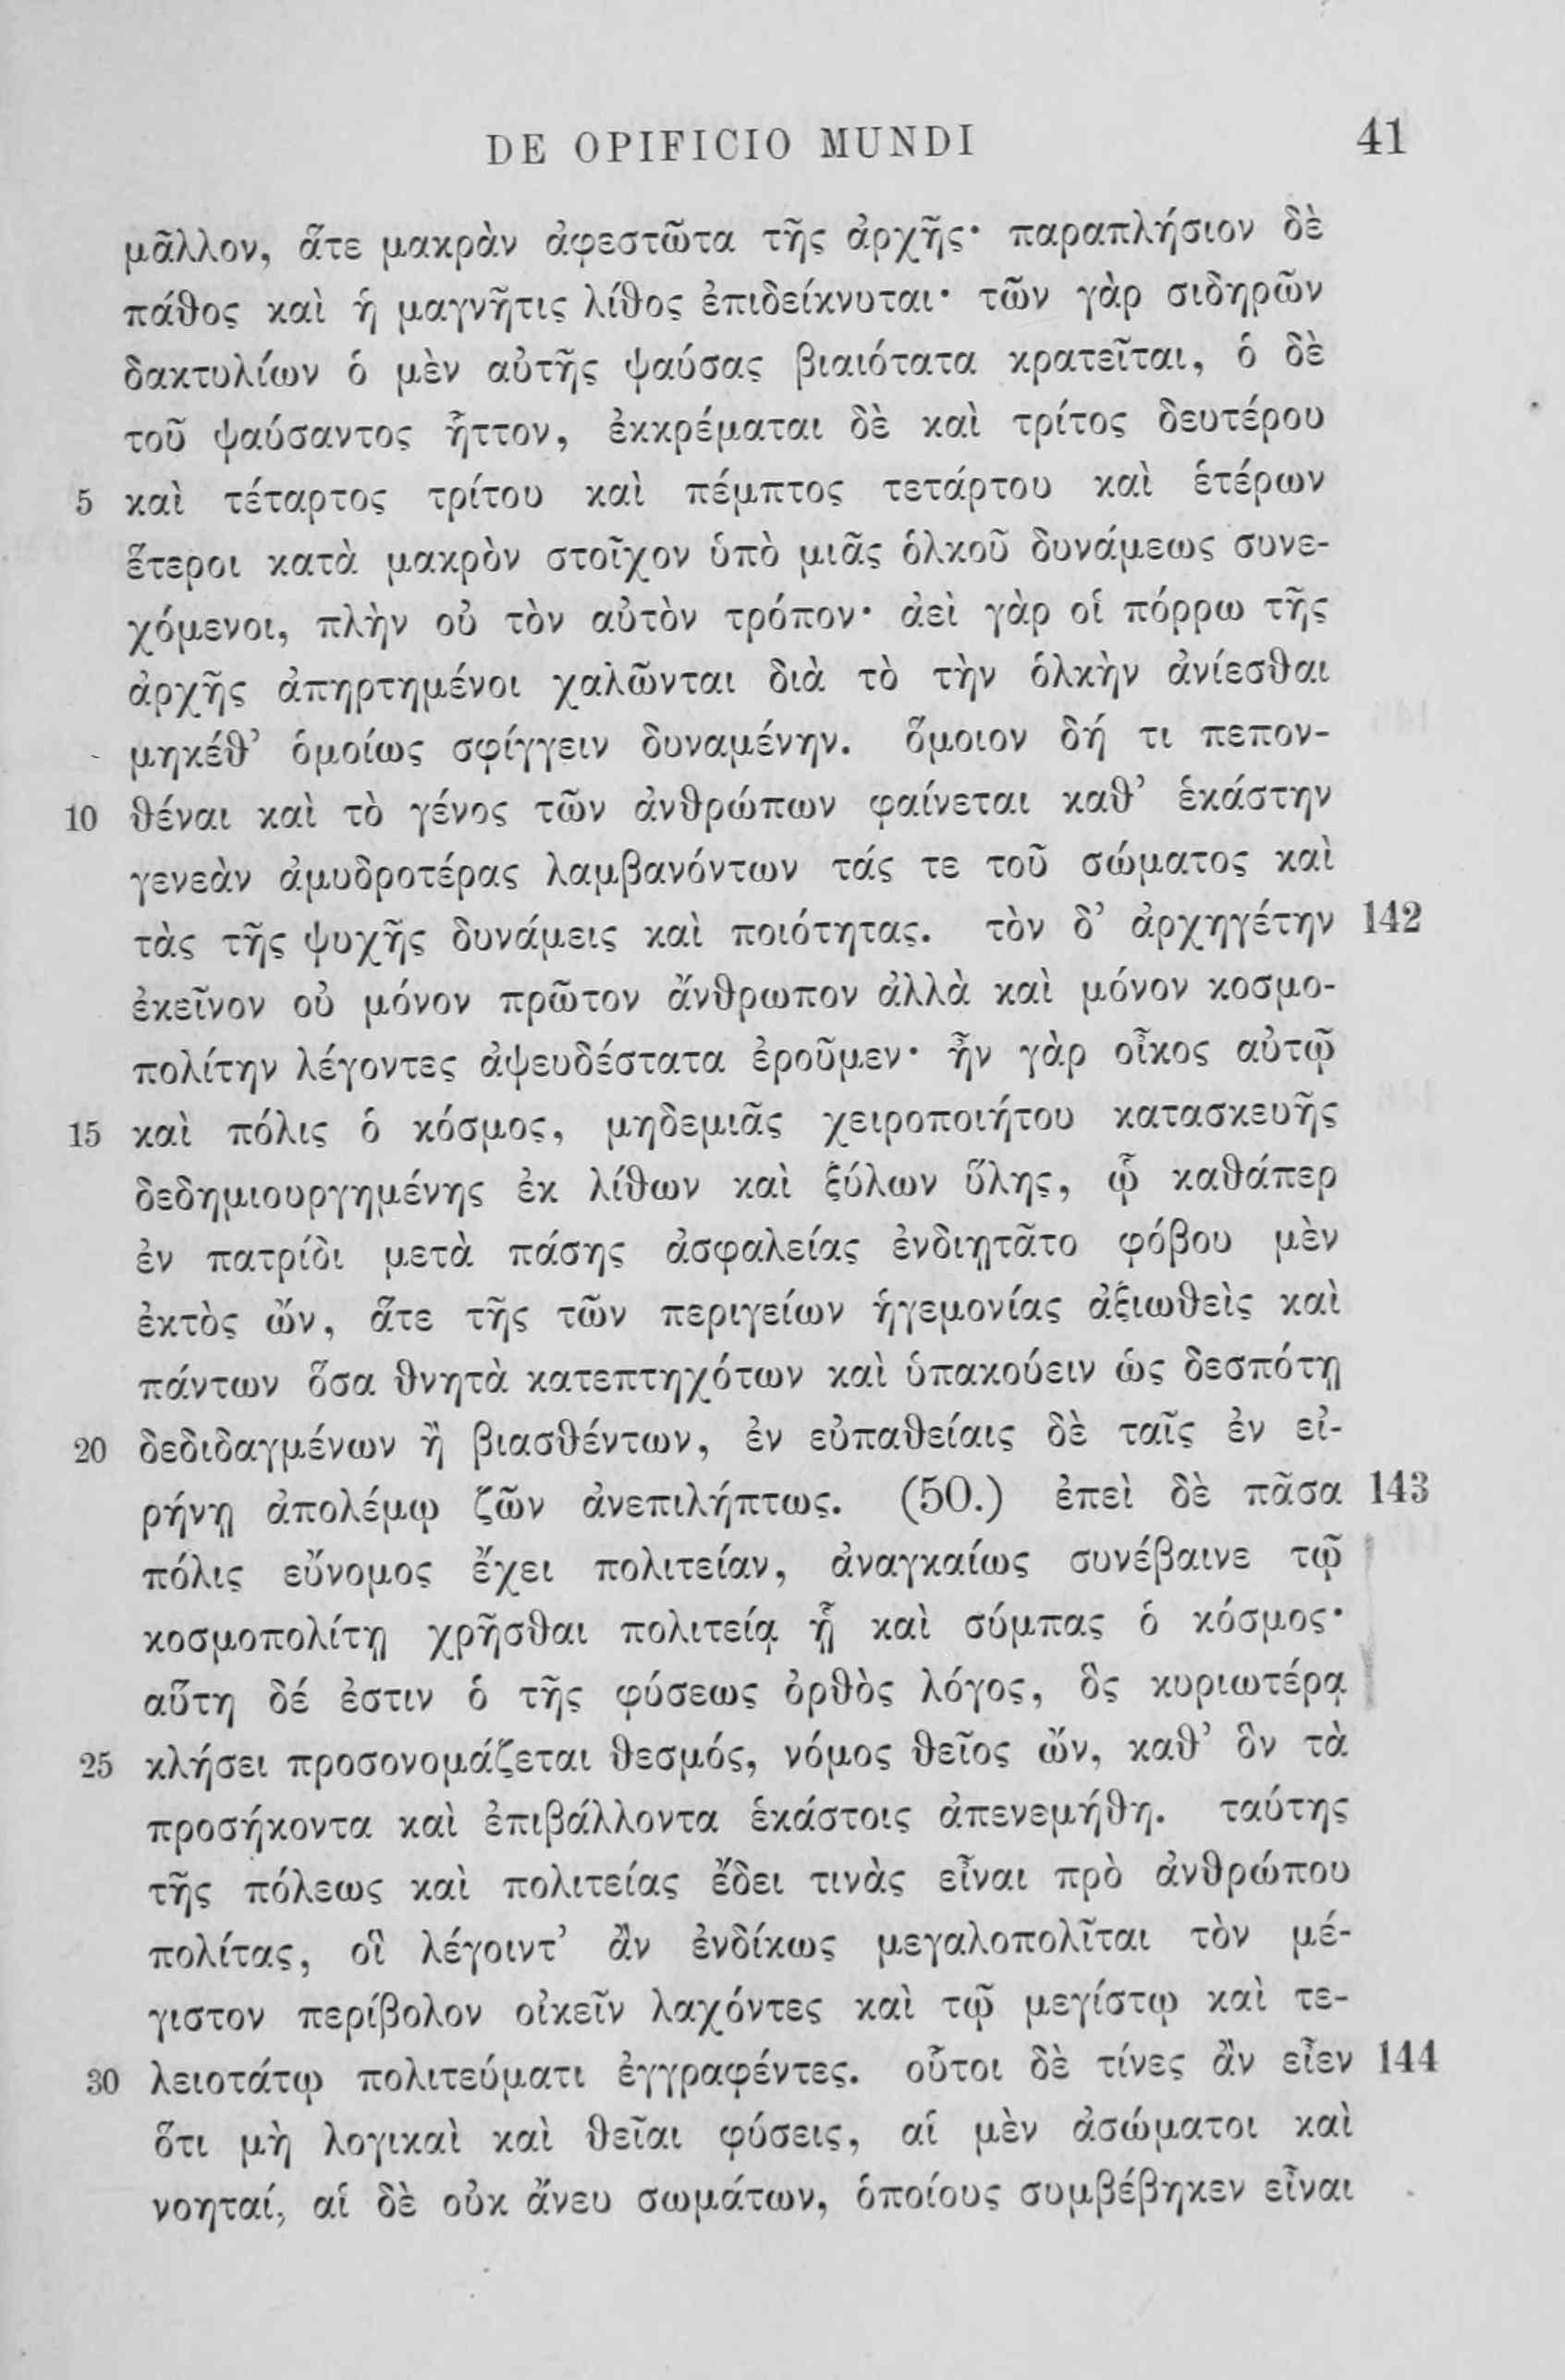 DE OPIFICIO MUNDI 41
μᾶλλον, ἅτε μακρὰν ἀφεστῶτα τῆς ἀρχῆς· παραπλήσιον δὲ
πάθος καὶ ἡ μαγνῆτις λίθος ἐπιδείκνυται· τῶν γὰρ σιδηρῶν
δακτυλίων ὁ μὲν αὐτῆς ψαύσας βιαιότατα κρατεῖται, ὁ δὲ
τοῦ ψαύσαντος ἧττον, ἐκκρέμαται δὲ καὶ τρίτος δευτέρου
5 καὶ τέταρτος τρίτου καὶ πέμπτος τετάρτου καὶ ἑτέρων
ἕτεροι κατὰ μακρὸν στοῖχον ὑπὸ μιᾶς ὁλκοῦ δυνάμεως συνε-
χόμενοι, πλὴν οὐ τὸν αὐτὸν τρόπον· ἀεὶ γὰρ οἱ πόρρω τῆς
ἀρχῆς ἀπηρτημένοι χαλῶνται διὰ τὸ τὴν ὁλκὴν ἀνίεσθαι
μηκέθ’ ὁμοίως σφίγγειν δυναμένην. ὅμοιον δή τι πεπον-
10 θέναι καὶ τὸ γένος τῶν ἀνθρώπων φαίνεται καθ’ ἑκάστην
γενεὰν ἀμυδροτέρας λαμβανόντων τάς τε τοῦ σώματος καὶ
τὰς τῆς ψυχῆς δυνάμεις καὶ ποιότητας. τὸν δ’ ἀρχηγέτην 142
ἐκεῖνον οὐ μόνον πρῶτον ἄνθρωπον ἀλλὰ καὶ μόνον κοσμο-
πολίτην λέγοντες ἀψευδέστατα ἐροῦμεν· ἦν γὰρ οἶκος αὐτῷ
15 καὶ πόλις ὁ κόσμος, μηδεμιᾶς χειροποιήτου κατασκευῆς
δεδημιουργημένης ἐκ λίθων καὶ ξύλων ὕλης, ᾧ καθάπερ
ἐν πατρίδι μετὰ πάσης ἀσφαλείας ἐνδιῃτᾶτο φόβου μὲν
ἐκτὸς ὤν, ἅτε τῆς τῶν περιγείων ἡγεμονίας ἀξιωθεὶς καὶ
πάντων ὅσα θνητὰ κατεπτηχότων καὶ ὑπακούειν ὡς δεσπότῃ
20 δεδιδαγμένων ἢ βιασθέντων, ἐν εὐπαθείαις δὲ ταῖς ἐν εἰ-
ρήνῃ ἀπολέμῳ ζῶν ἀνεπιλήπτως. (50.) ἐπεὶ δὲ πᾶσα 143
πόλις εὔνομος ἔχει πολιτείαν, ἀναγκαίως συνέβαινε τῷ
κοσμοπολίτῃ χρῆσθαι πολιτείᾳ ᾗ καὶ σύμπας ὁ κόσμος·
αὕτη δέ ἐστιν ὁ τῆς φύσεως ὀρθὸς λόγος, ὃς κυριωτέρᾳ
25 κλήσει προσονομάζεται θεσμός, νόμος θεῖος ὤν, καθ’ ὃν τὰ
προσήκοντα καὶ ἐπιβάλλοντα ἑκάστοις ἀπενεμήθη. ταύτης
τῆς πόλεως καὶ πολιτείας ἔδει τινὰς εἶναι πρὸ ἀνθρώπου
πολίτας, οἳ λέγοιντ’ ἂν ἐνδίκως μεγαλοπολῖται τὸν μέ-
γιστον περίβολον οἰκεῖν λαχόντες καὶ τῷ μεγίστῳ καὶ τε-
30 λειοτάτῳ πολιτεύματι ἐγγραφέντες. οὗτοι δὲ τίνες ἂν εἶεν 144
ὅτι μὴ λογικαὶ καὶ θεῖαι φύσεις, αἱ μὲν ἀσώματοι καὶ
νοηταί, αἱ δὲ οὐκ ἄνευ σωμάτων, ὁποίους συμβέβηκεν εἶναι